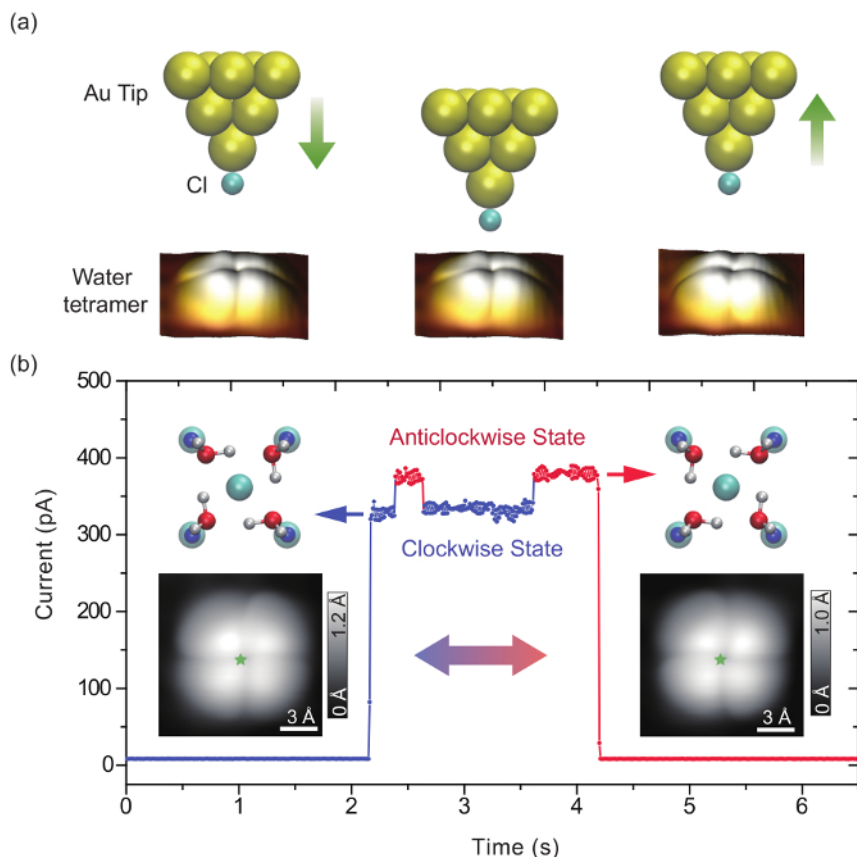 (a)
Au Tip
Cl
Water
tetramer
(b)
500
400
300
200
100
0
Current (pA)
Anticlockwise State
Clockwise State
1.2 Å
0 Å
3 Å
1.0 Å
0 Å
3 Å
0 1 2 3 4 5 6
Time (s)